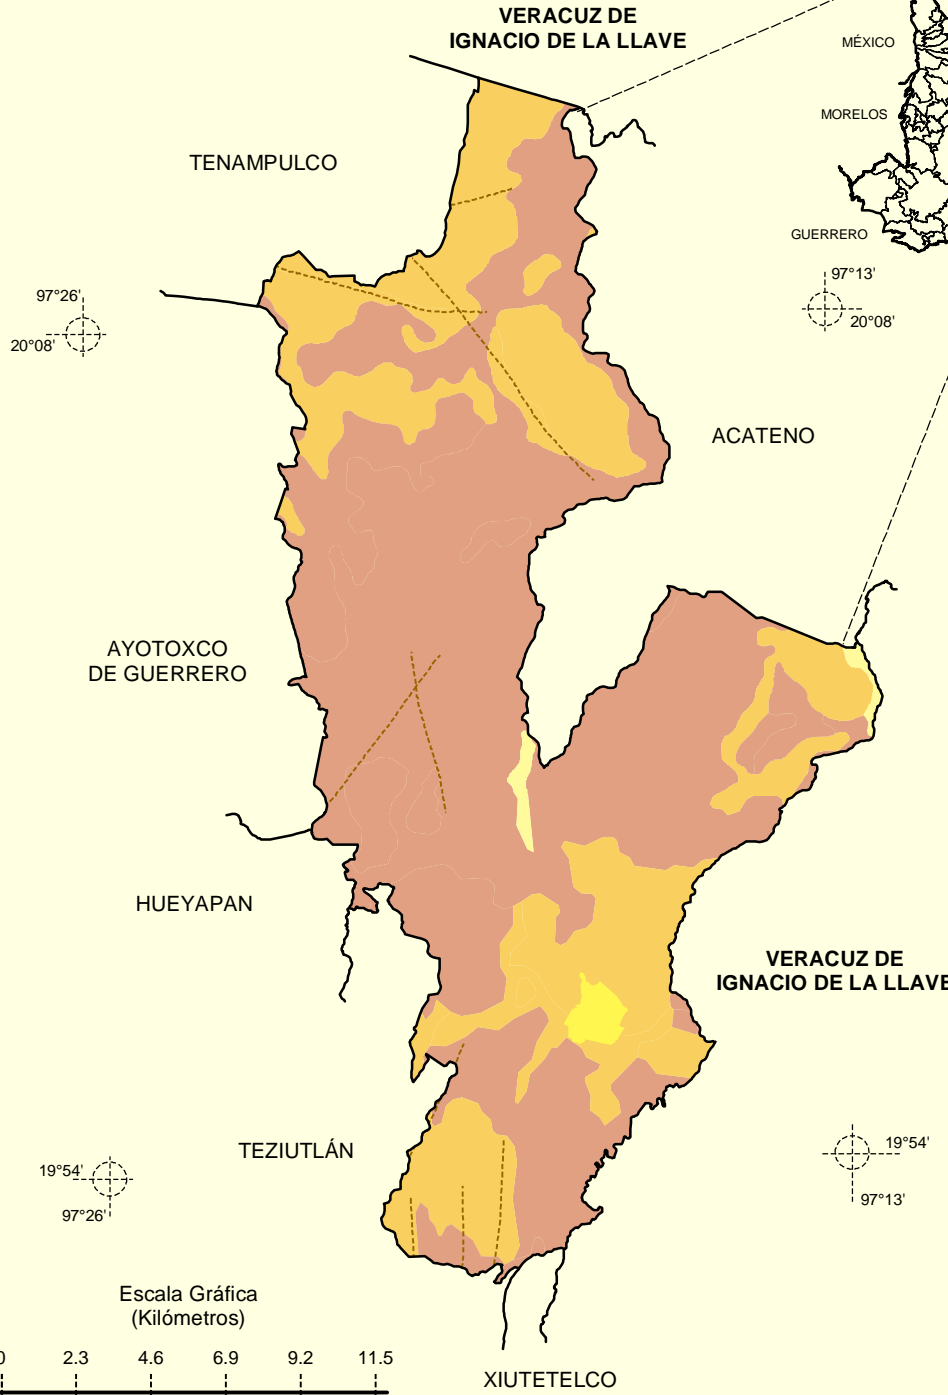 VERACUZ DE
IGNACIO DE LA LLAVE
MÉXICO
MORELOS
TENAMPULCO
GUERRERO
97°13'
97°26'
20°08'
20°08'
ACATENO
AYOTOXCO
DE GUERRERO
HUEYAPAN
VERACUZ DE
IGNACIO DE LA LLAVE
TEZIUTLÁN
19°54'
19°54'
97°13'
97°26'
Escala Gráfica
(Kilómetros)
0 2.3 4.6 6.9 9.2 11.5
XIUTETELCO